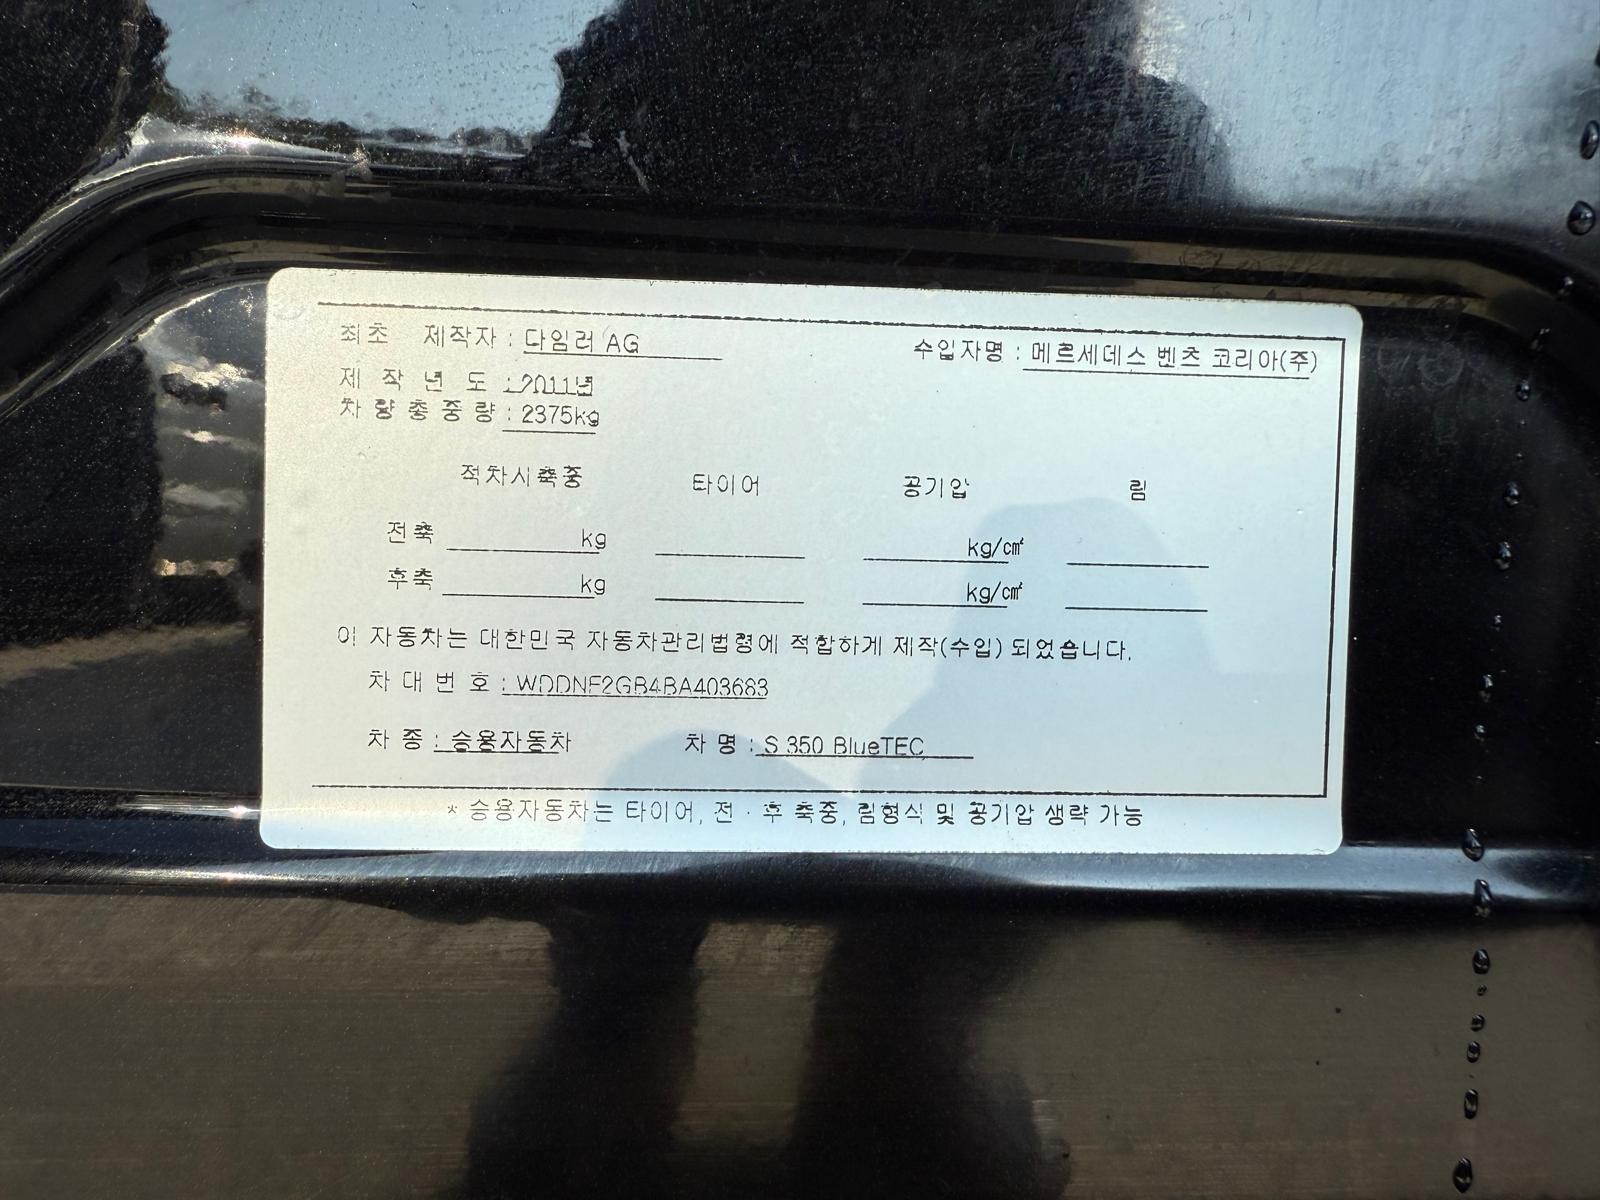 최초 제작자 : 다임러 AG 수입자명 : 메르세데스 벤츠 코리아(주)
제 작 년 도 : 2011년
차 량 총 중 량 : 2375kg
적차시축중 타이어 공기압 림
전축 kg kg/㎠
후축 kg kg/㎠
이 자동차는 대한민국 자동차관리법령에 적합하게 제작(수입) 되었습니다.
차 대 번 호 : WDDNF2GB4BA403683
차 종 : 승용자동차 차 명 : S 350 BlueTEC
* 승용자동차는 타이어, 전 · 후 축중, 림형식 및 공기압 생략 가능